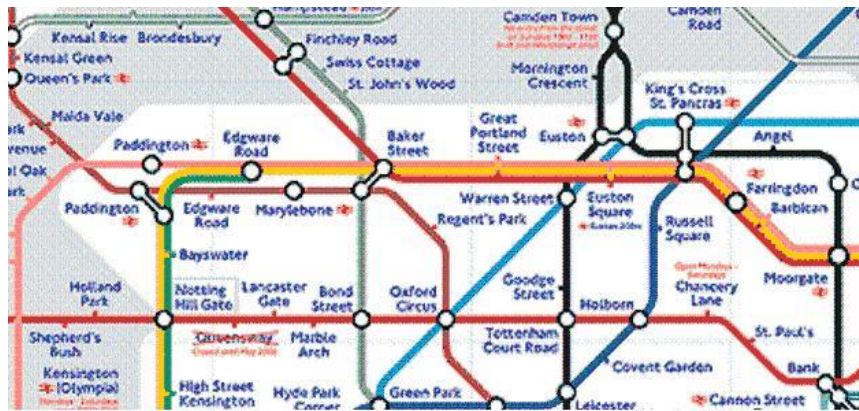 Camden Town
Camden
Road
Kensal Rise Brondesbury
Finchley Road
Kensal Green
Swiss Cottage
Queen's Park
St. John's Wood
Mornington
Crescent
King's Cross
St. Pancras
Maida Vale
Paddington
Edgware
Road
Baker
Street
Great
Portland
Street
Euston
Angel
Paddington
Edgware
Road
Marylebone
Regent's Park
Warren Street
Euston
Square
Russell
Square
Farringdon
Barbican
Bayswater
Moorgate
Holland
Park
Notting
Hill Gate
Lancaster
Gate
Bond
Street
Oxford
Circus
Goodge
Street
Holborn
Chancery
Lane
Shepherd's
Bush
Queensway
Marble
Arch
Tottenham
Court Road
St. Paul's
Kensington
(Olympia)
High Street
Kensington
Hyde Park
Corner
Green Park
Covent Garden
Leicester
Bank
Cannon Street